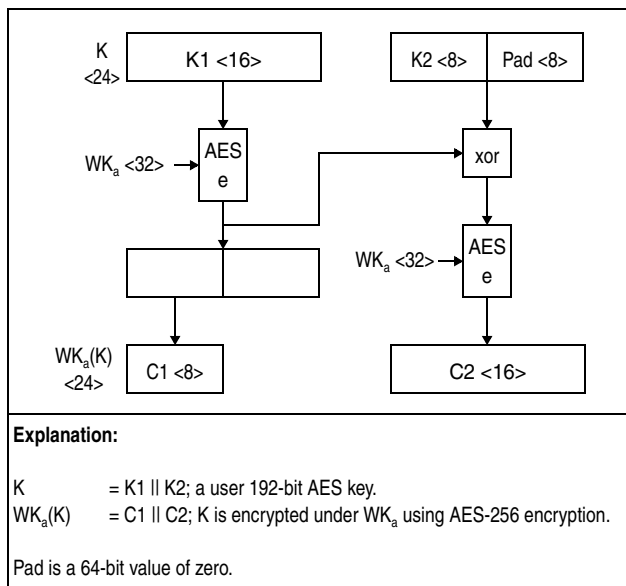 K
<24>
K1 <16>
K2 <8>
Pad <8>
WKa <32>
AES
e
xor
WKa <32>
AES
e
WKa(K)
<24>
C1 <8>
C2 <16>
Explanation:
K = K1 || K2; a user 192-bit AES key.
WKa(K) = C1 || C2; K is encrypted under WKa using AES-256 encryption.
Pad is a 64-bit value of zero.